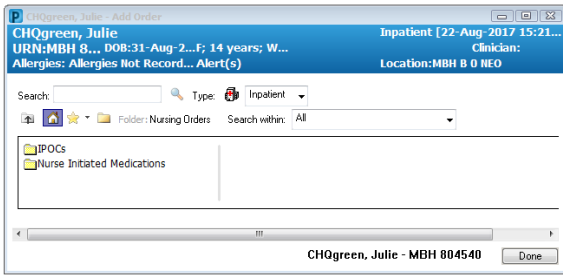 CHQgreen, Julie - Add Order
CHQgreen, Julie
Inpatient [22-Aug-2017 15:21...
URN:MBH 8... DOB:31-Aug-2...F; 14 years; W...
Clinician:
Allergies: Allergies Not Record... Alert(s)
Location:MBH B 0 NEO
Search:
Type:
Inpatient
Folder: Nursing Orders
Search within:
All
IPOCs
Nurse Initiated Medications
CHQgreen, Julie - MBH 804540
Done